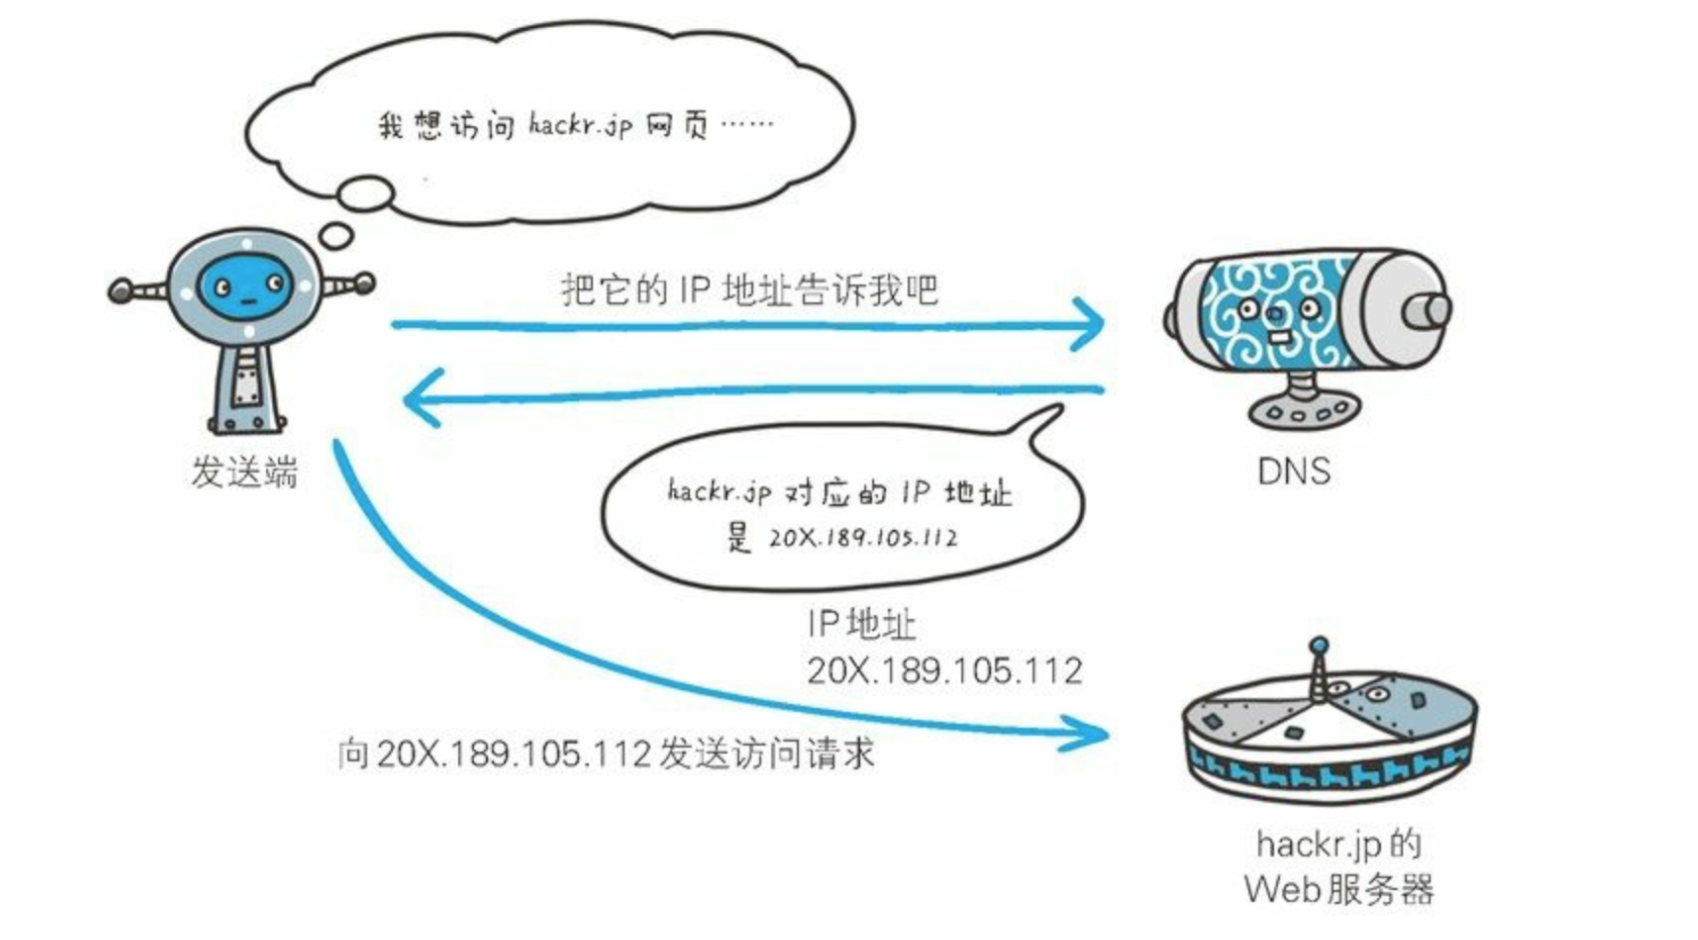 我想访问 hackr.jp 网页……
把它的 IP 地址告诉我吧
发送端
DNS
hackr.jp 对应的 IP 地址
是 20X.189.105.112
IP 地址
20X.189.105.112
向 20X.189.105.112 发送访问请求
hackr.jp 的
Web 服务器